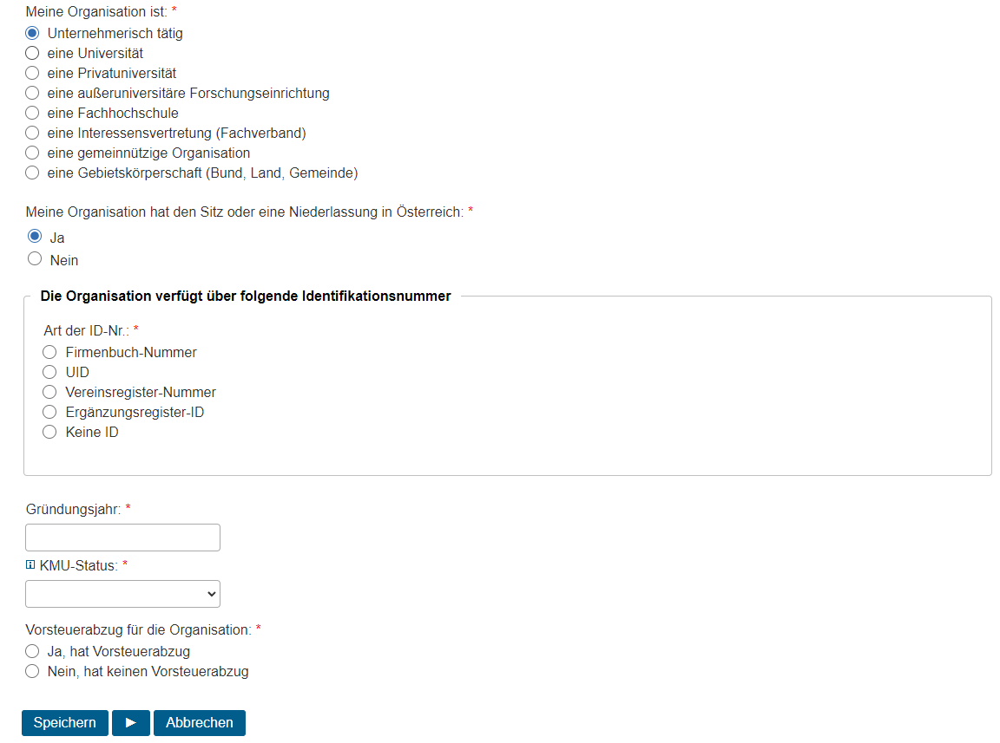 Meine Organisation ist: *
Unternehmerisch tätig
eine Universität
eine Privatuniversität
eine außeruniversitäre Forschungseinrichtung
eine Fachhochschule
eine Interessensvertretung (Fachverband)
eine gemeinnützige Organisation
eine Gebietskörperschaft (Bund, Land, Gemeinde)
Meine Organisation hat den Sitz oder eine Niederlassung in Österreich: *
Ja
Nein
Die Organisation verfügt über folgende Identifikationsnummer
Art der ID-Nr.: *
Firmenbuch-Nummer
UID
Vereinsregister-Nummer
Ergänzungsregister-ID
Keine ID
Gründungsjahr: *
KMU-Status: *
Vorsteuerabzug für die Organisation: *
Ja, hat Vorsteuerabzug
Nein, hat keinen Vorsteuerabzug
Speichern ► Abbrechen